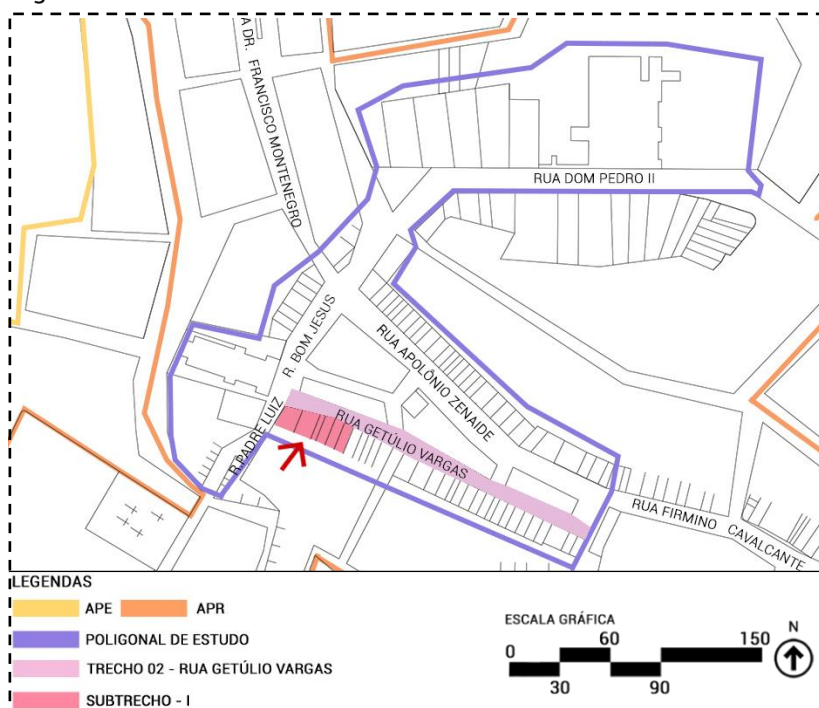 A DR. FRANCISCO MONTENEGRO
RUA DOM PEDRO II
R. BOM JESUS
RUA APOLÔNIO ZENAIDE
R.PADRE LUIZ
RUA GETÚLIO VARGAS
RUA FIRMINO CAVALCANTE
LEGENDAS
APE APR
POLIGONAL DE ESTUDO
TRECHO 02 - RUA GETÚLIO VARGAS
SUBTRECHO - I
ESCALA GRÁFICA
0 60 150
30 90
N